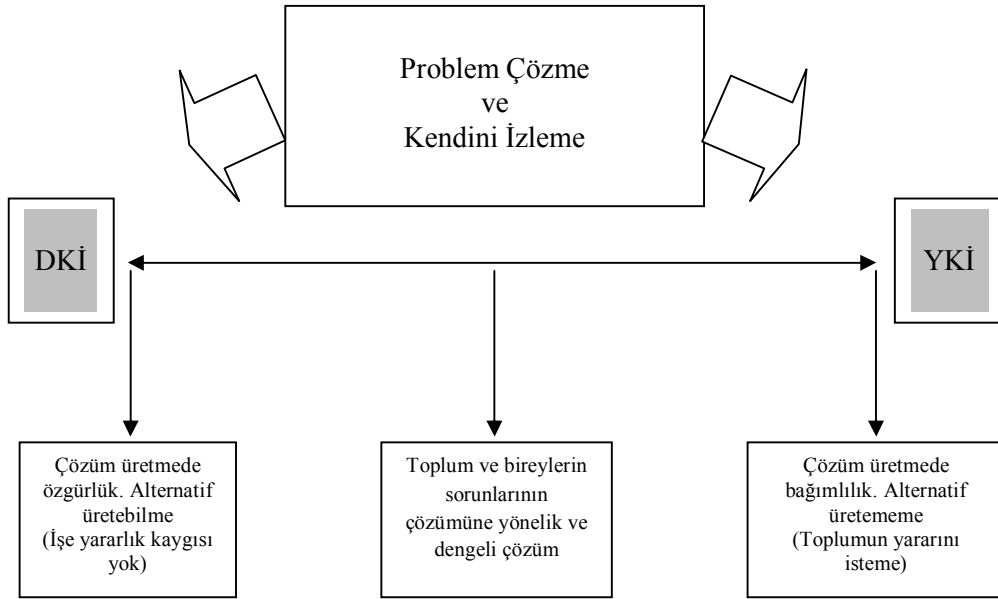 Problem Çözme
ve
Kendini İzleme
DKİ
YKİ
Çözüm üretmede
özgürlük. Alternatif
üretebilme
(İşe yararlık kaygısı
yok)
Toplum ve bireylerin
sorunlarının
çözümüne yönelik ve
dengeli çözüm
Çözüm üretmede
bağımlılık. Alternatif
üretememe
(Toplumun yararını
isteme)